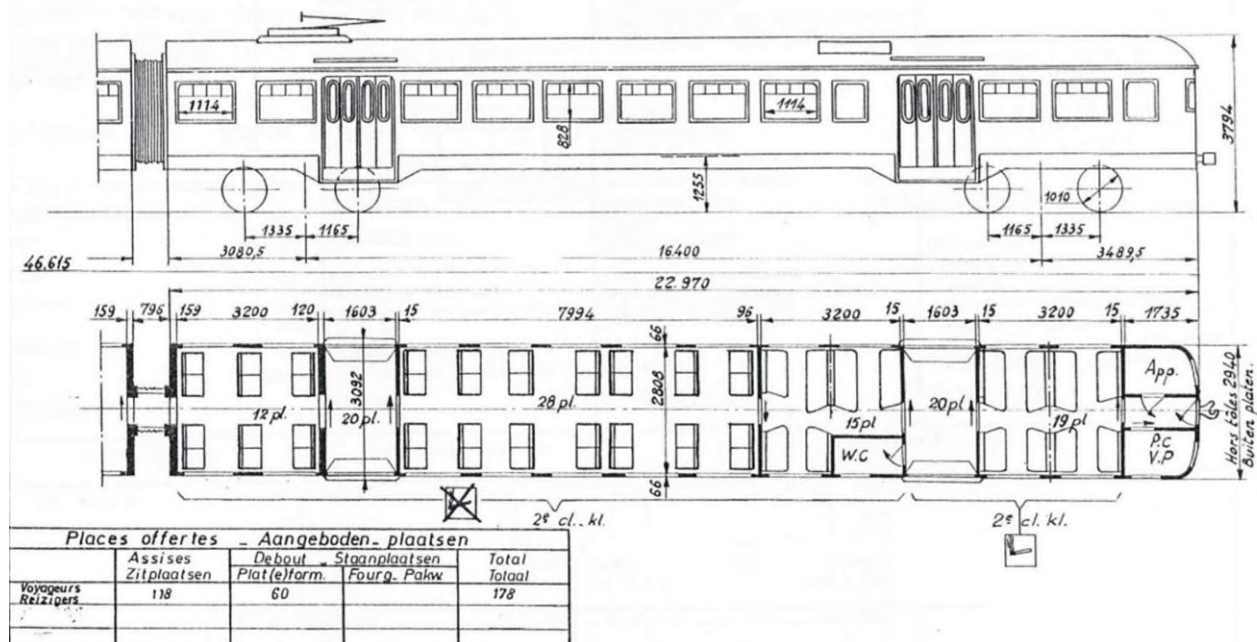 1114
828
1114
3794
1255
1010
1335
1165
1165
1335
3080,5
16.400
3489,5
46.615
22.970
159
796
159
3200
120
1603
15
7994
96
3200
15
1603
15
3200
15
1735
66
3092
2808
66
12 pl.
20 pl.
28 pl.
15 pl
20 pl
19 pl
W.C
App.
P.C
V.P
Hors tôles 2940
Buiten platen.
2e cl. kl.
2e cl. kl.
Places offertes _ Aangeboden_plaatsen
Assises Debout _ Staanplaatsen Total
Zitplaatsen Plat(e)form. Fourg_ Pakw. Totaal
Voyageurs 118 60 178
Reizigers